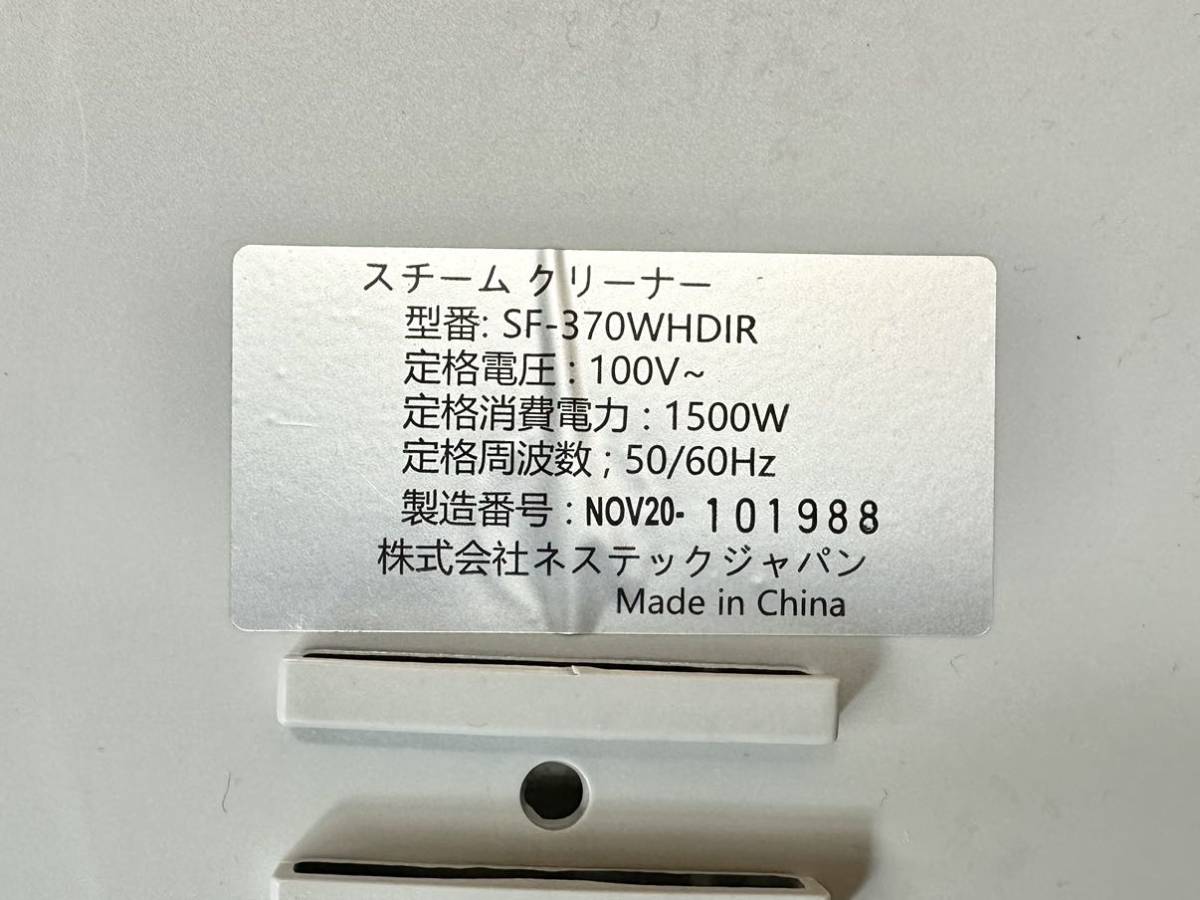 スチーム クリーナー
型番: SF-370WHDIR
定格電圧 : 100V~
定格消費電力 : 1500W
定格周波数 ; 50/60Hz
製造番号 : NOV20- 101988
株式会社ネステックジャパン
Made in China